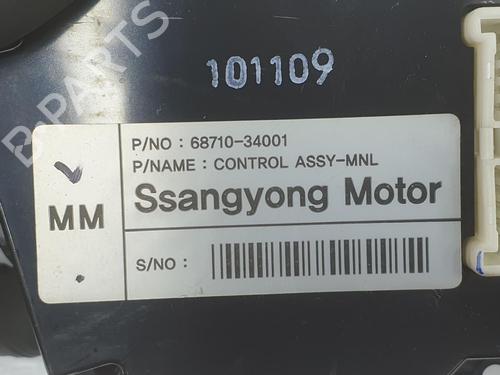 B-PARTS
101109
P/NO : 68710-34001
P/NAME : CONTROL ASSY-MNL
Ssangyong Motor
MM
S/NO :